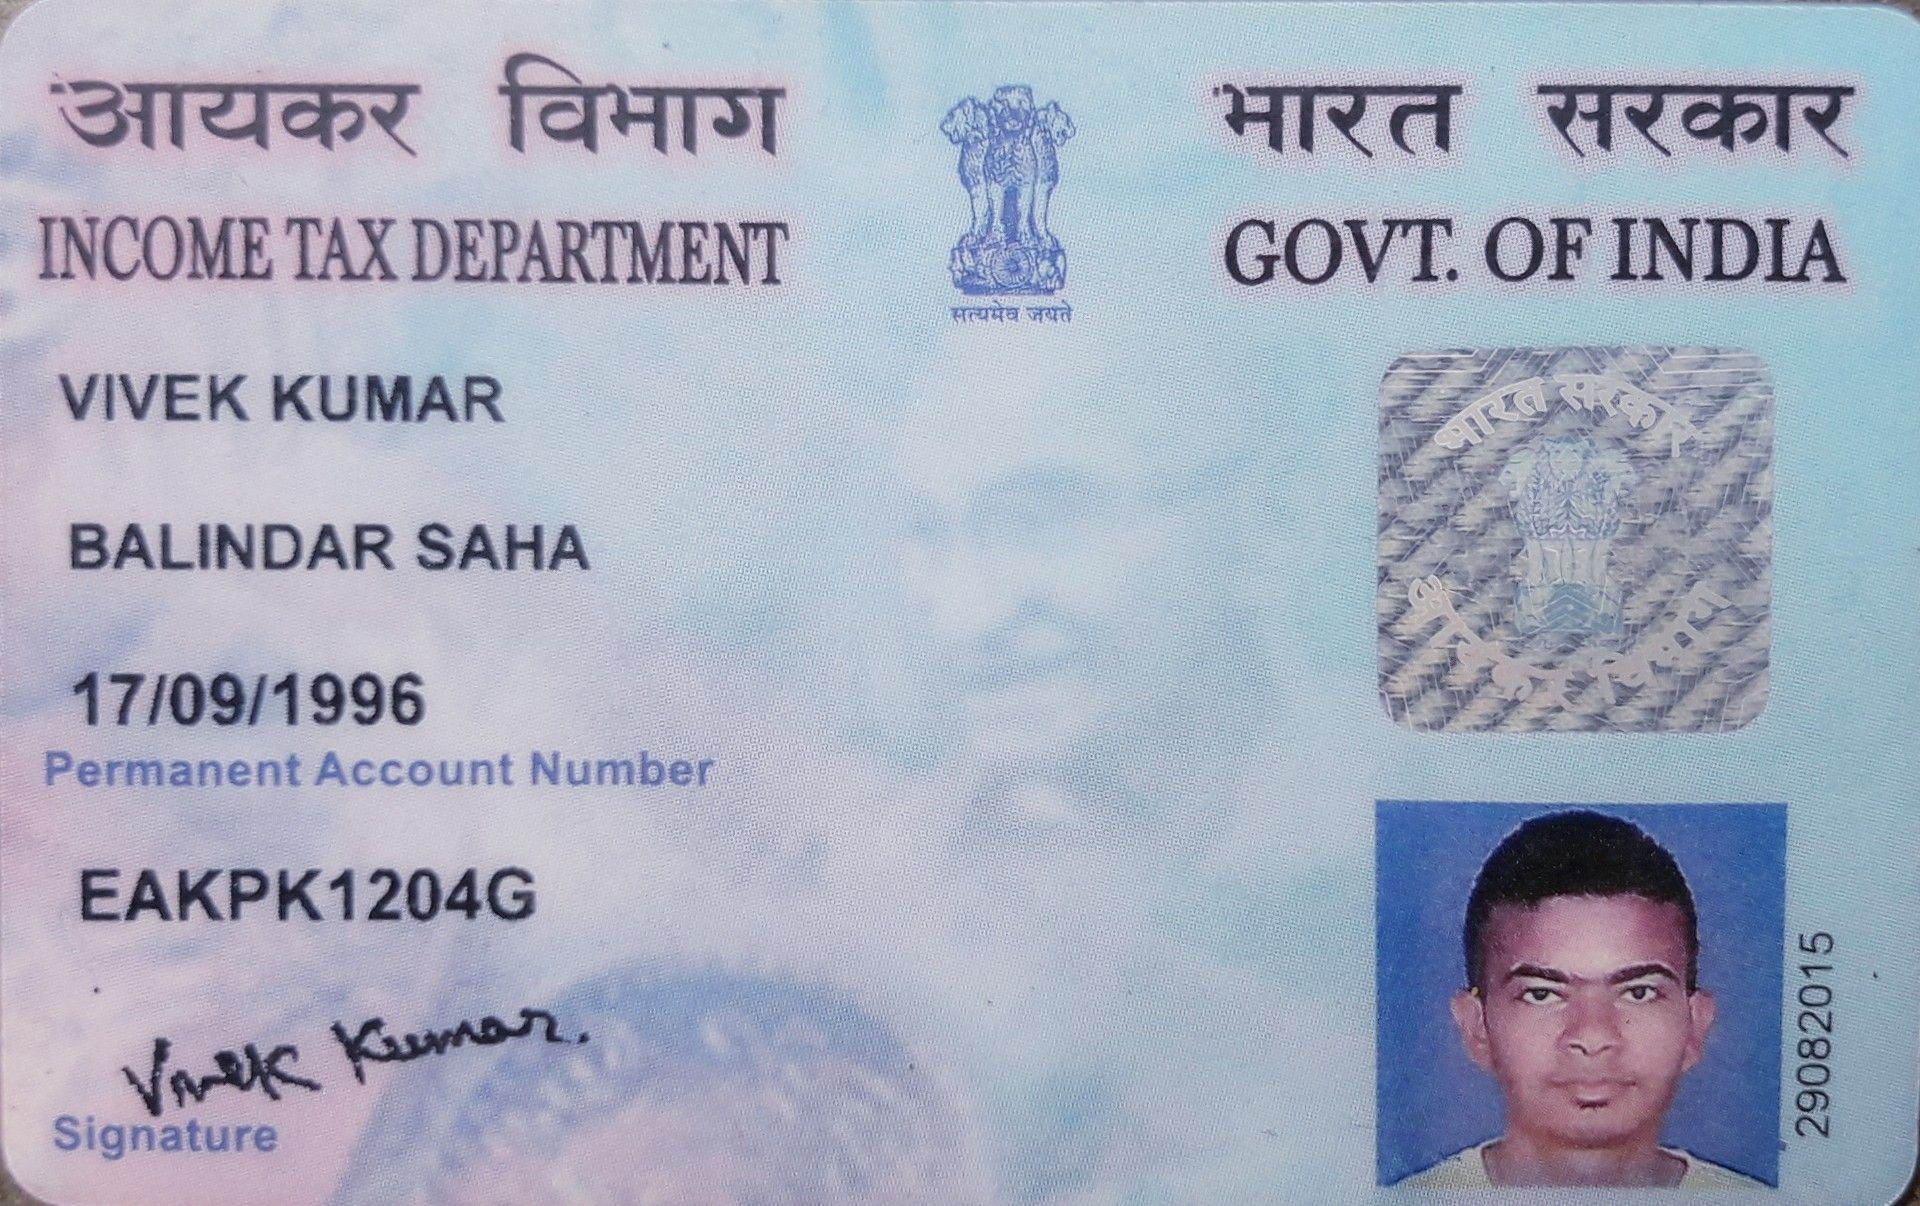 आयकर विभाग
INCOME TAX DEPARTMENT
सत्यमेव जयते
भारत सरकार
GOVT. OF INDIA
VIVEK KUMAR
BALINDAR SAHA
17/09/1996
Permanent Account Number
EAKPK1204G
Vivek Kumar.
Signature
भारत सरकार
आयकर विभाग
29082015